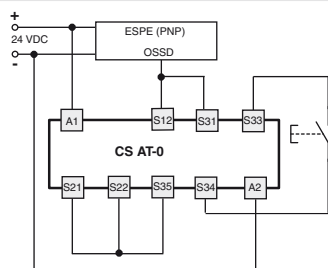 +
24 VDC
-
ESPE (PNP)
OSSD
A1
S12
S31
S33
CS AT-0
S21
S22
S35
S34
A2